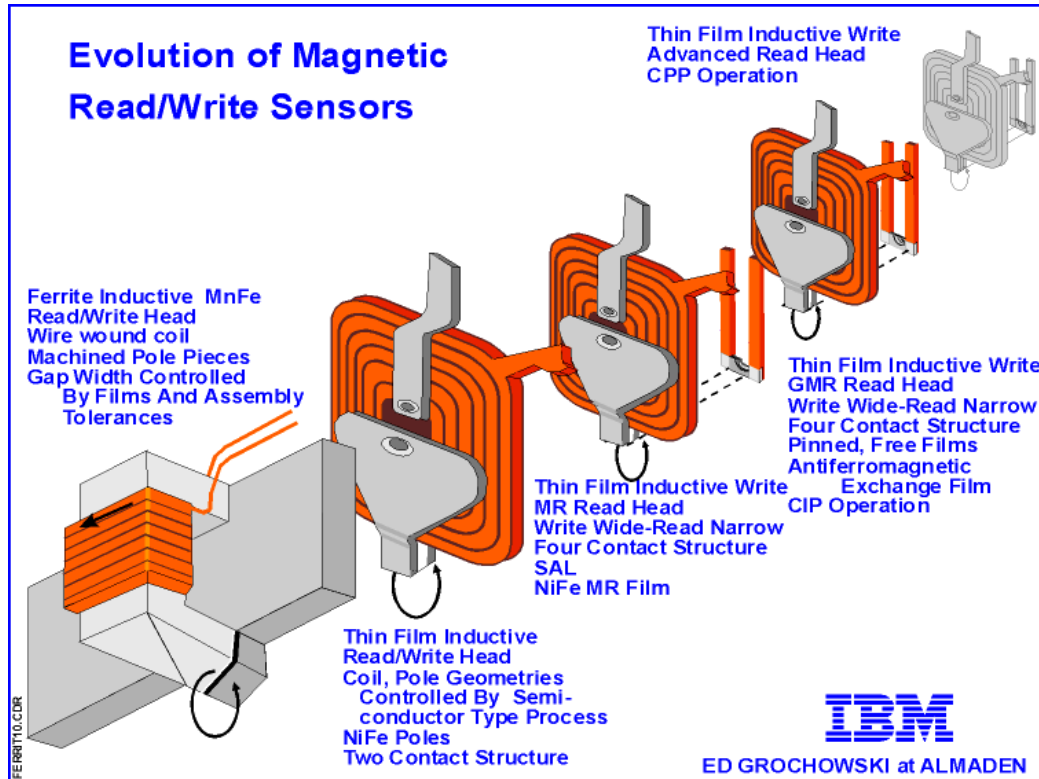 Evolution of Magnetic
Read/Write Sensors
Thin Film Inductive Write
Advanced Read Head
CPP Operation
Ferrite Inductive MnFe
Read/Write Head
Wire wound coil
Machined Pole Pieces
Gap Width Controlled
By Films And Assembly
Tolerances
Thin Film Inductive Write
GMR Read Head
Write Wide-Read Narrow
Four Contact Structure
Pinned, Free Films
Antiferromagnetic
Exchange Film
CIP Operation
Thin Film Inductive Write
MR Read Head
Write Wide-Read Narrow
Four Contact Structure
SAL
NiFe MR Film
Thin Film Inductive
Read/Write Head
Coil, Pole Geometries
Controlled By Semi-
conductor Type Process
NiFe Poles
Two Contact Structure
FERRIT10.CDR
IBM
ED GROCHOWSKI at ALMADEN